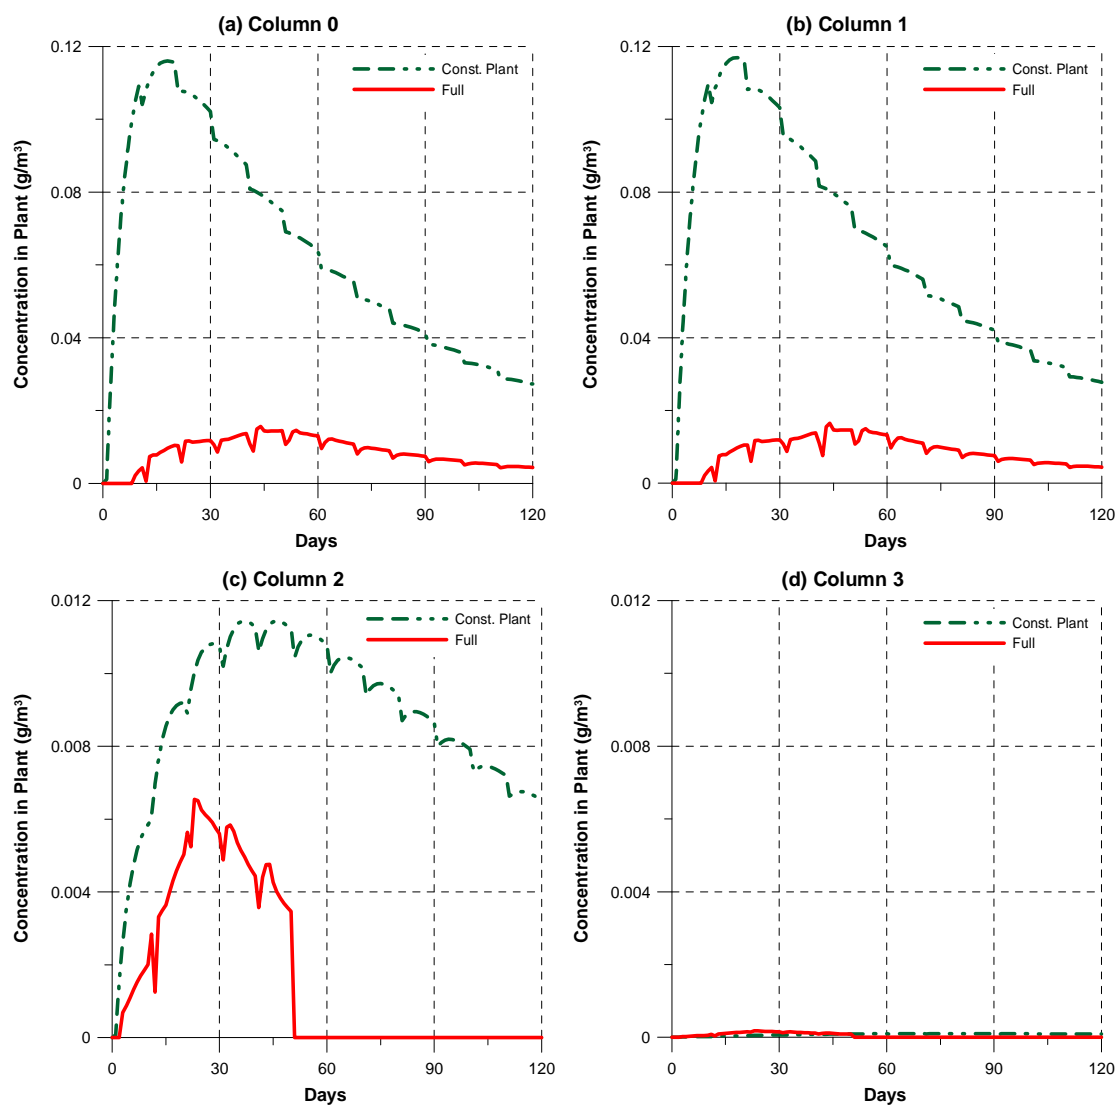 (a) Column 0
0.12
0.08
0.04
0
Concentration in Plant (g/m³)
Const. Plant
Full
0 30 60 90 120
Days
(b) Column 1
0.12
0.08
0.04
0
Concentration in Plant (g/m³)
Const. Plant
Full
0 30 60 90 120
Days
(c) Column 2
0.012
0.008
0.004
0
Concentration in Plant (g/m³)
Const. Plant
Full
0 30 60 90 120
Days
(d) Column 3
0.012
0.008
0.004
0
Concentration in Plant (g/m³)
Const. Plant
Full
0 30 60 90 120
Days